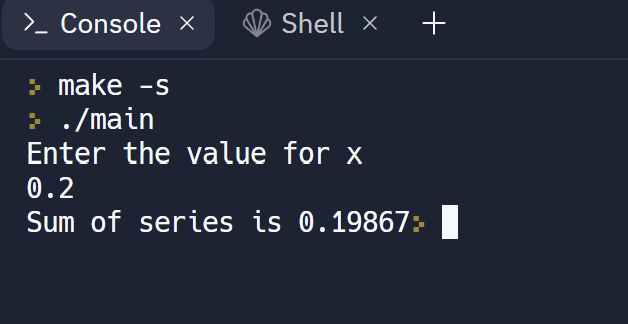 >_ Console × Shell × +
make -s
./main
Enter the value for x
0.2
Sum of series is 0.19867